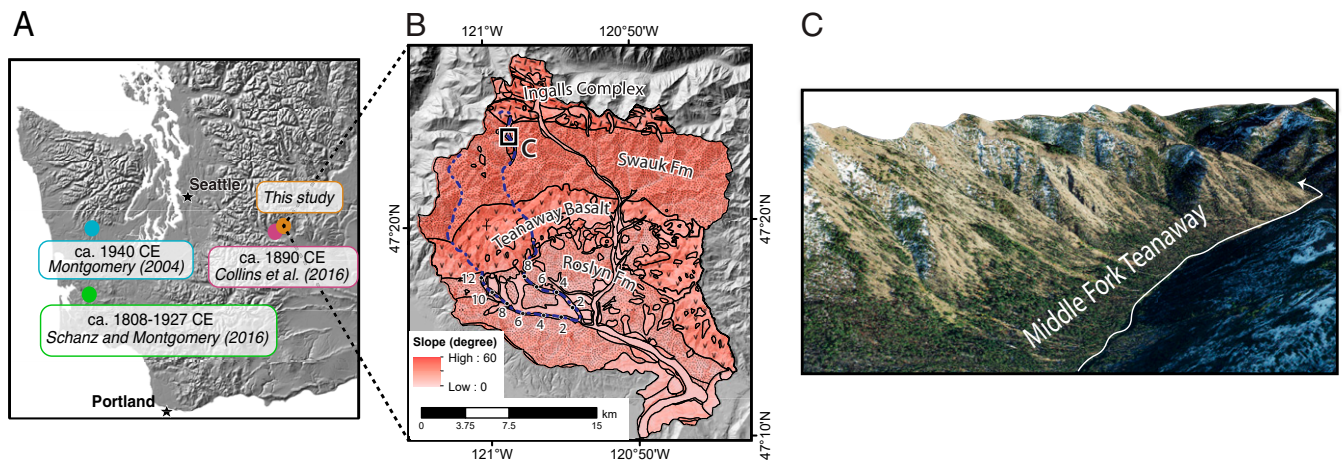 A
Seattle
This study
ca. 1940 CE
Montgomery (2004)
ca. 1890 CE
Collins et al. (2016)
ca. 1808-1927 CE
Schanz and Montgomery (2016)
Portland
B
121°W
120°50'W
Ingalls Complex
C
Swauk Fm
47°20'N
47°20'N
Teanaway Basalt
Roslyn Fm
8
6
4
2
12
10
8
6
4
2
Slope (degree)
High : 60
Low : 0
km
0
3.75
7.5
15
47°10'N
121°W
120°50'W
C
Middle Fork Teanaway